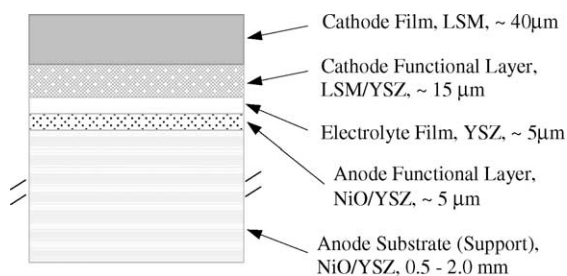 Cathode Film, LSM, ~ 40μm
Cathode Functional Layer,
LSM/YSZ, ~ 15 μm
Electrolyte Film, YSZ, ~ 5μm
Anode Functional Layer,
NiO/YSZ, ~ 5 μm
Anode Substrate (Support),
NiO/YSZ, 0.5 - 2.0 mm